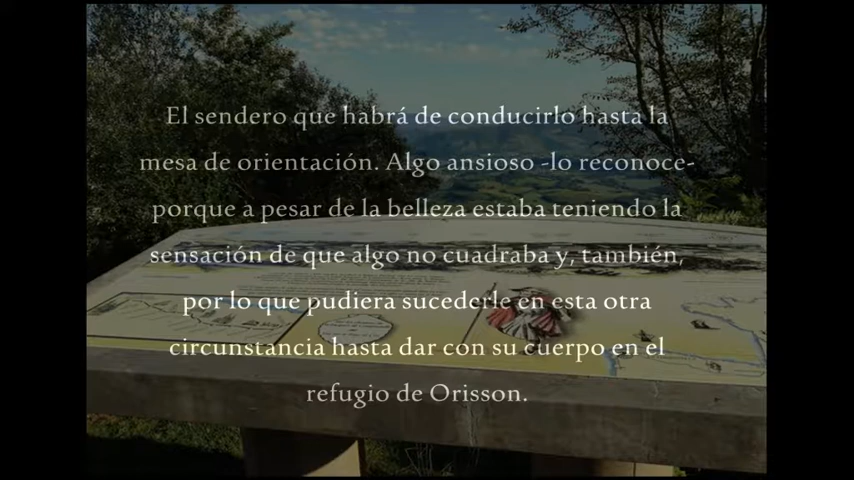 El sendero que habrá de conducirlo hasta la
mesa de orientación. Algo ansioso -lo reconoce-
porque a pesar de la belleza estaba teniendo la
sensación de que algo no cuadraba y, también,
por lo que pudiera sucederle en esta otra
circunstancia hasta dar con su cuerpo en el
refugio de Orisson.